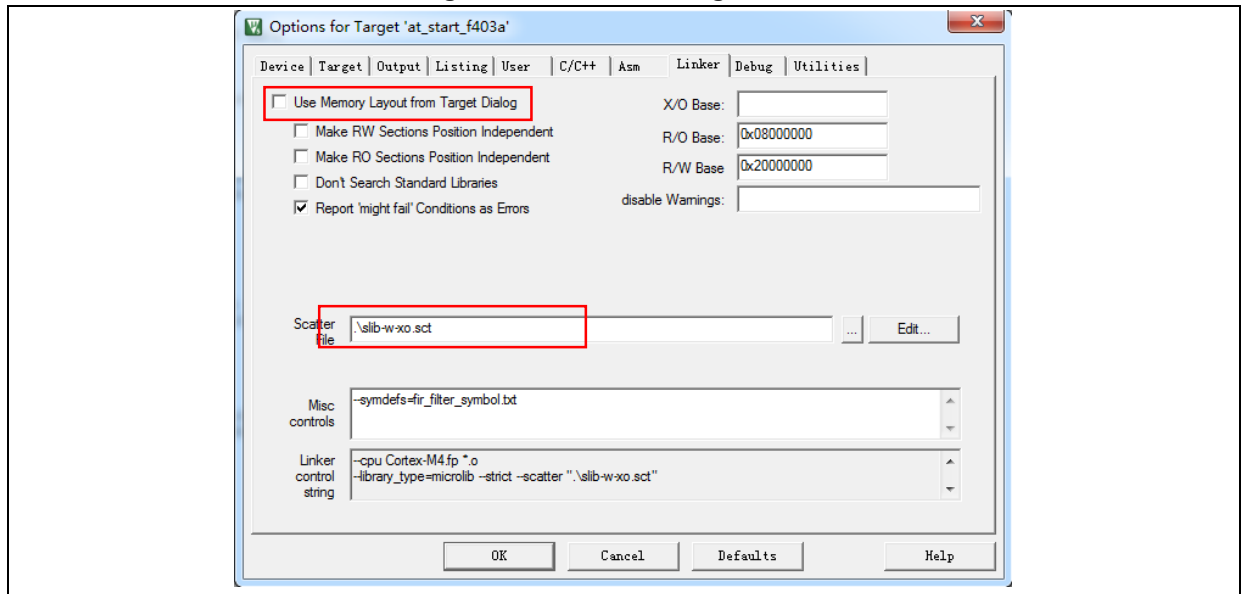 Options for Target 'at_start_f403a'
Device Target Output Listing User C/C++ Asm Linker Debug Utilities
Use Memory Layout from Target Dialog
X/O Base:
Make RW Sections Position Independent
R/O Base: 0x08000000
Make RO Sections Position Independent
R/W Base 0x20000000
Don't Search Standard Libraries
disable Warnings:
Report 'might fail' Conditions as Errors
Scatter
File
.\slib-w-xo.sct
... Edit...
Misc
controls
--symdefs=fir_filter_symbol.txt
Linker
control
string
--cpu Cortex-M4.fp *.o
--library_type=microlib --strict --scatter ".\slib-w-xo.sct"
OK Cancel Defaults Help